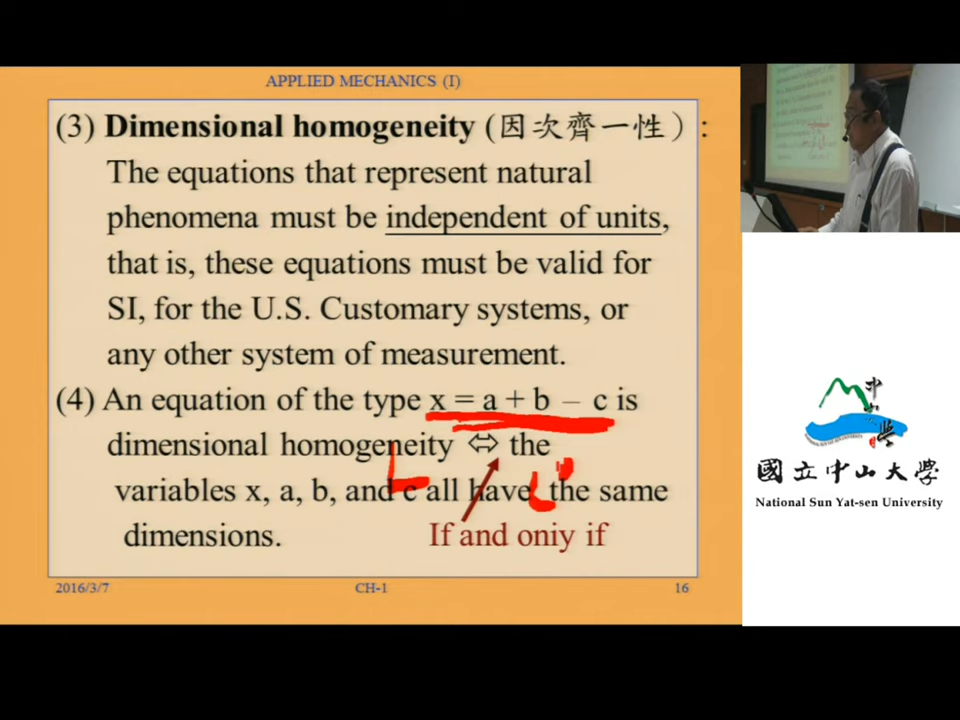 APPLIED MECHANICS (I)
(3) Dimensional homogeneity (因次齊一性) :
The equations that represent natural
phenomena must be independent of units,
that is, these equations must be valid for
SI, for the U.S. Customary systems, or
any other system of measurement.
(4) An equation of the type x = a + b – c is
dimensional homogeneity ⇔ the
variables x, a, b, and c all have the same
dimensions.
If and oniy if
2016/3/7
CH-1
16
國立中山大學
National Sun Yat-sen University